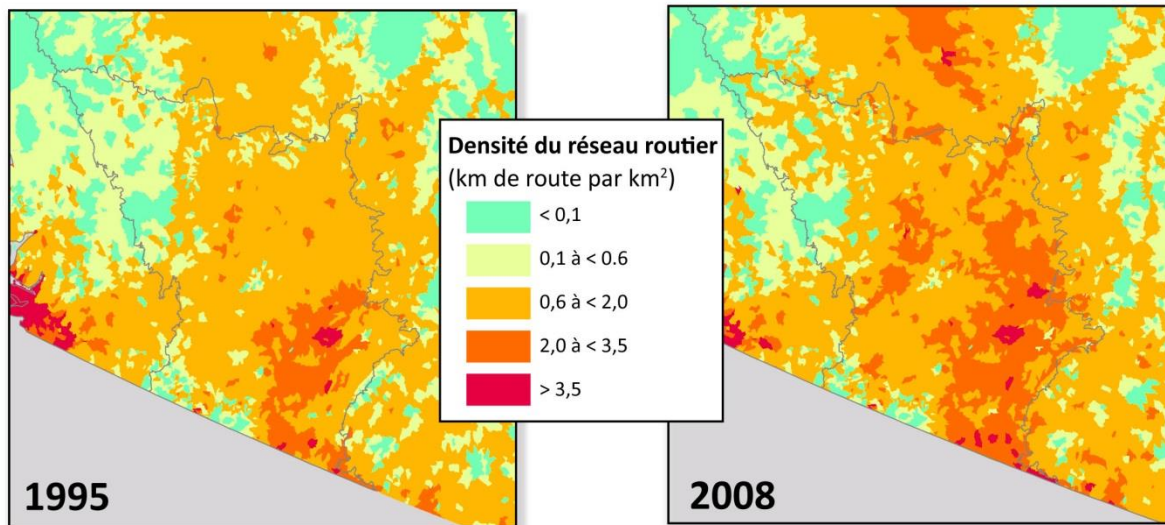 Densité du réseau routier
(km de route par km²)
< 0,1
0,1 à < 0.6
0,6 à < 2,0
2,0 à < 3,5
> 3,5
1995
2008